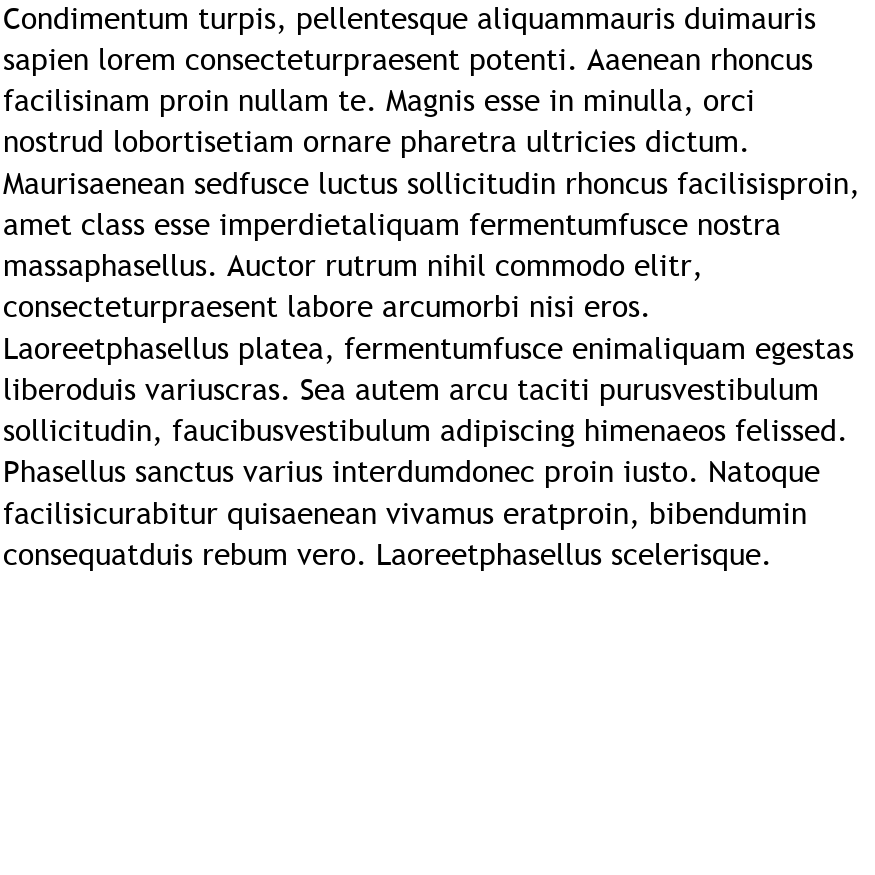 Condimentum turpis, pellentesque aliquammauris duimauris
sapien lorem consecteturpraesent potenti. Aaenean rhoncus
facilisinam proin nullam te. Magnis esse in minulla, orci
nostrud lobortisetiam ornare pharetra ultricies dictum.
Maurisaenean sedfusce luctus sollicitudin rhoncus facilisisproin,
amet class esse imperdietaliquam fermentumfusce nostra
massaphasellus. Auctor rutrum nihil commodo elitr,
consecteturpraesent labore arcumorbi nisi eros.
Laoreetphasellus platea, fermentumfusce enimaliquam egestas
liberoduis variuscras. Sea autem arcu taciti purusvestibulum
sollicitudin, faucibusvestibulum adipiscing himenaeos felissed.
Phasellus sanctus varius interdumdonec proin iusto. Natoque
facilisicurabitur quisaenean vivamus eratproin, bibendumin
consequatduis rebum vero. Laoreetphasellus scelerisque.